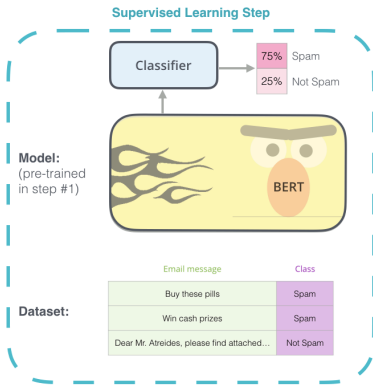 Supervised Learning Step
75% Spam
Classifier
25% Not Spam
Model:
(pre-trained
in step #1)
BERT
Email message Class
Buy these pills Spam
Win cash prizes Spam
Dataset:
Dear Mr. Atreides, please find attached… Not Spam